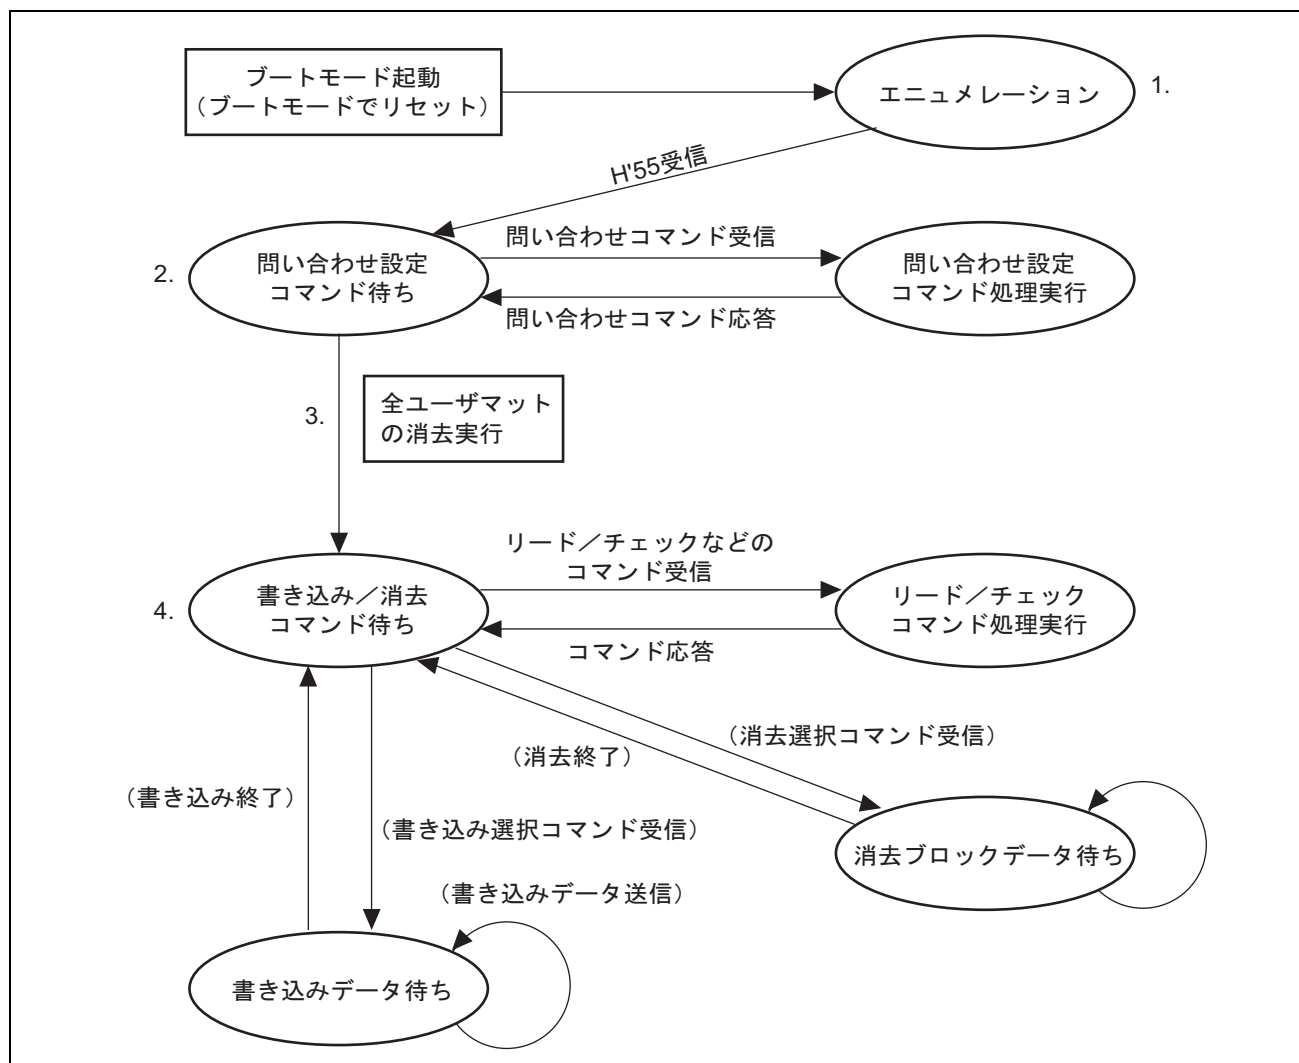 ブートモード起動
(ブートモードでリセット)
エニュメレーション
1.
H'55受信
2.
問い合わせ設定
コマンド待ち
問い合わせコマンド受信
問い合わせコマンド応答
問い合わせ設定
コマンド処理実行
3.
全ユーザマット
の消去実行
4.
書き込み/消去
コマンド待ち
リード/チェックなどの
コマンド受信
コマンド応答
リード/チェック
コマンド処理実行
(消去選択コマンド受信)
(消去終了)
(書き込み終了)
(書き込み選択コマンド受信)
消去ブロックデータ待ち
(書き込みデータ送信)
書き込みデータ待ち